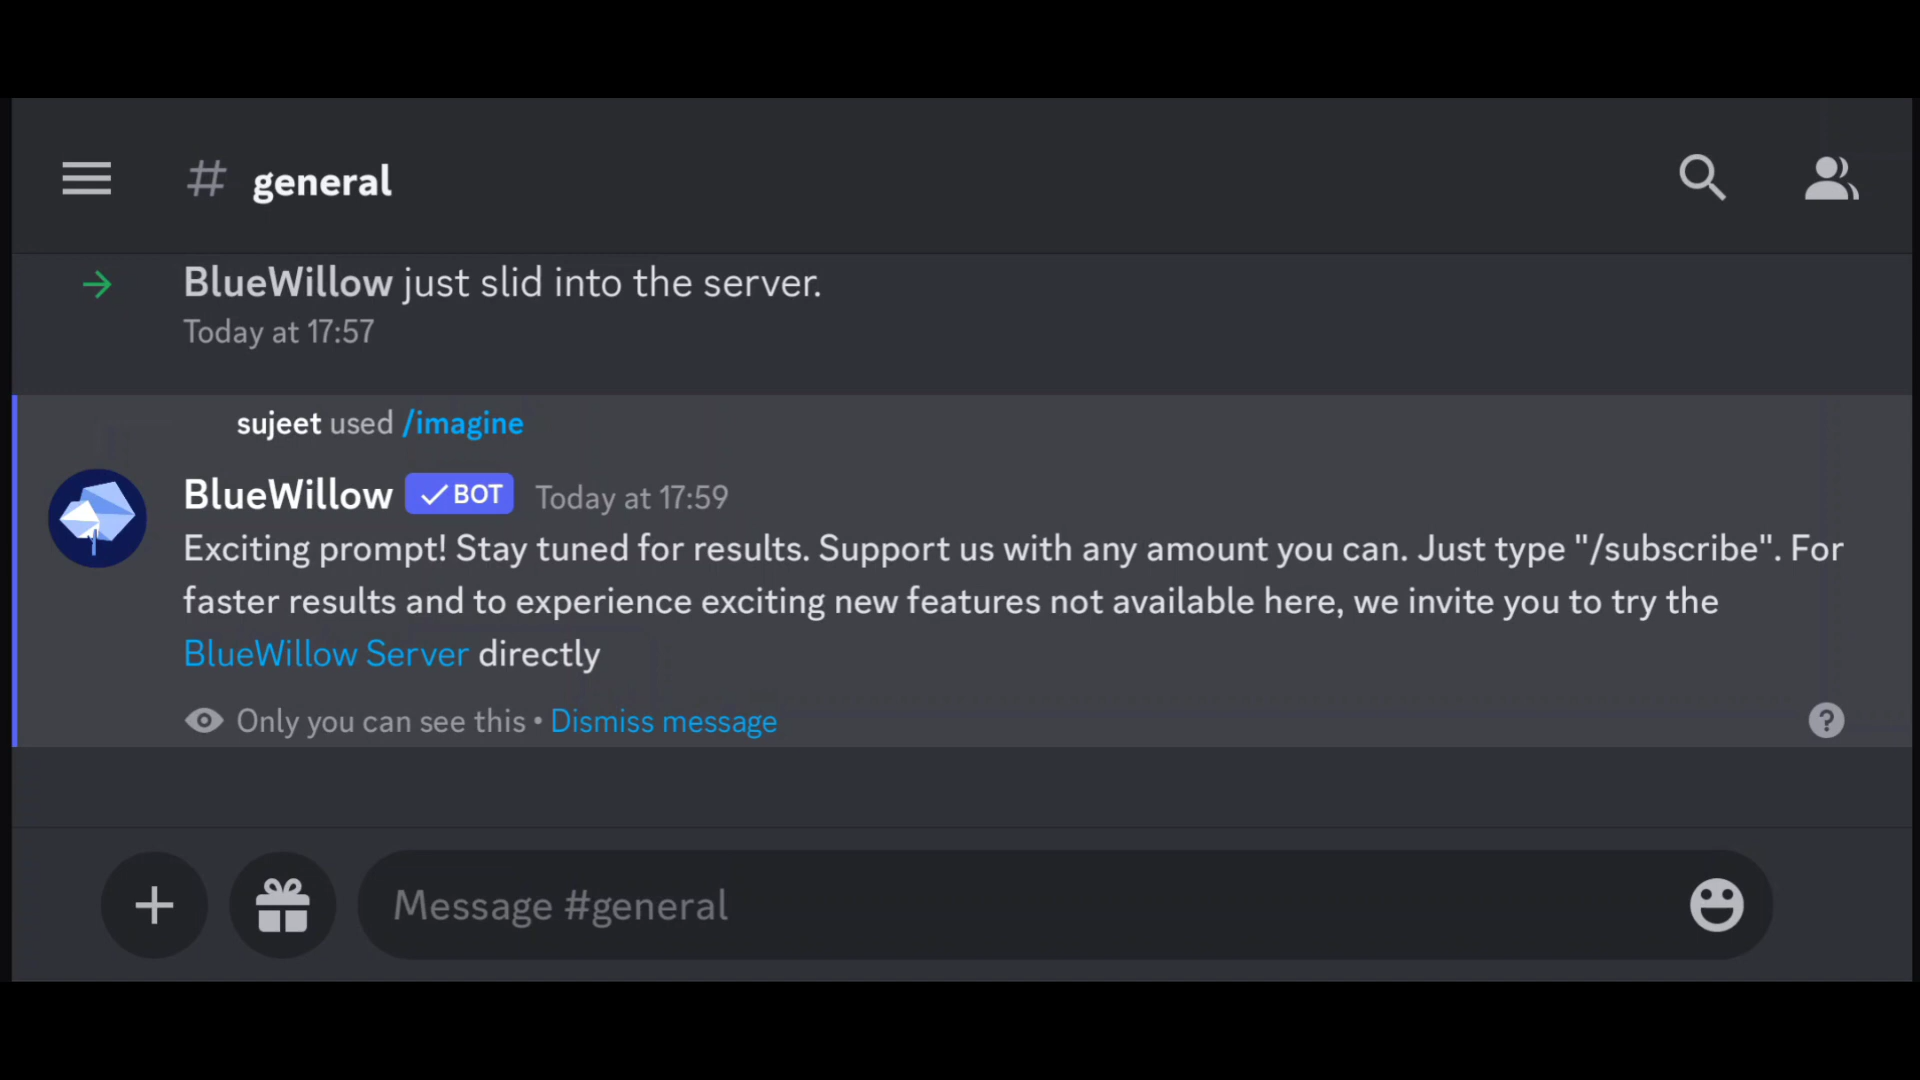 # general
BlueWillow just slid into the server.
Today at 17:57
sujeet used /imagine
BlueWillow ✓ BOT Today at 17:59
Exciting prompt! Stay tuned for results. Support us with any amount you can. Just type "/subscribe". For
faster results and to experience exciting new features not available here, we invite you to try the
BlueWillow Server directly
Only you can see this • Dismiss message
Message #general